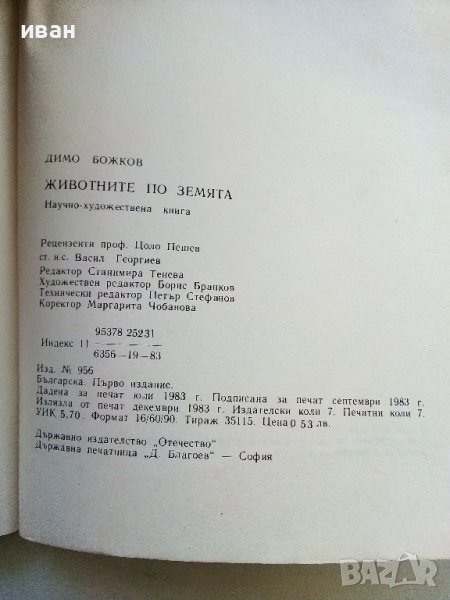 иван
ДИМО БОЖКОВ
ЖИВОТНИТЕ ПО ЗЕМЯТА
Научно-художествена книга
Рецензенти проф. Цоло Пешев
ст. н.с. Васил Георгиев
Редактор Станимира Тенева
Художествен редактор Борис Бранков
Технически редактор Петър Стефанов
Коректор Маргарита Чобанова
95378 25231
Индекс 11
6356—19—83
Изд. № 956
Българска. Първо издание.
Дадена за печат юли 1983 г. Подписана за печат септември 1983 г.
Излязла от печат декември 1983 г. Издателски коли 7. Печатни коли 7.
УИК 5,70. Формат 16/60/90. Тираж 35115. Цена 0 53 лв.
Държавно издателство „Отечество"
Държавна печатница „Д. Благоев" — София
BAZAR